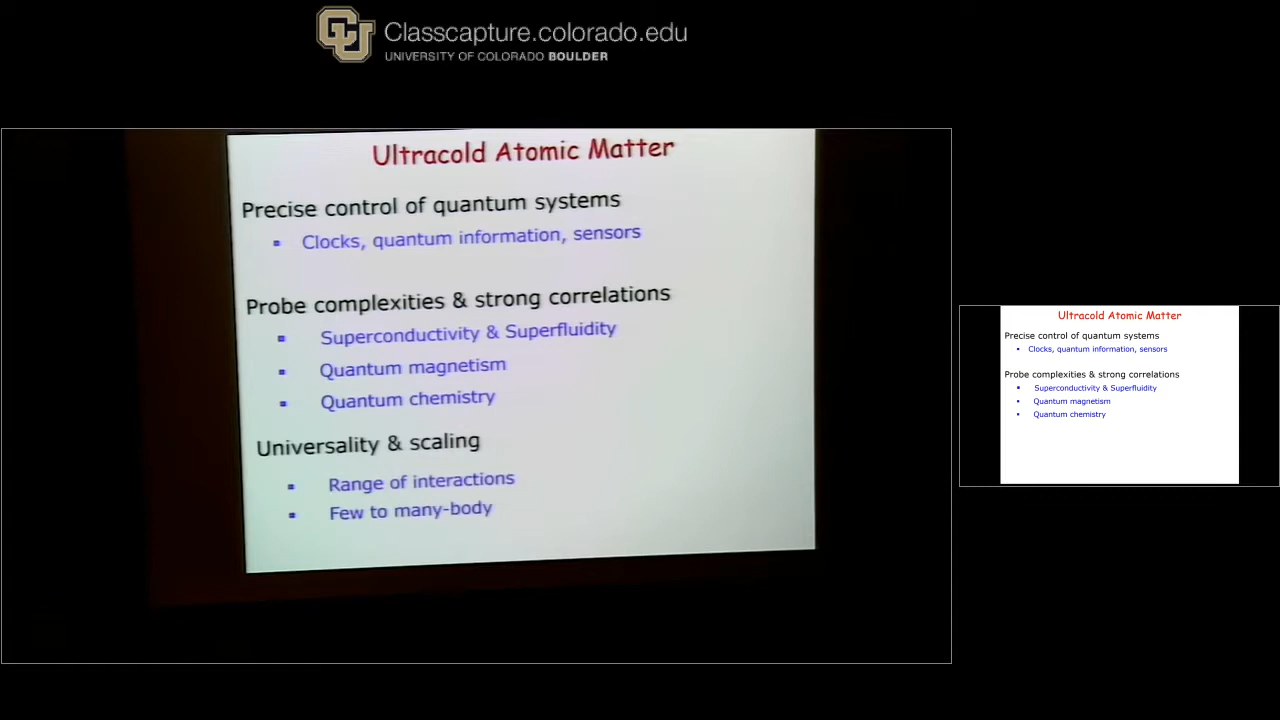 Classcapture.colorado.edu
UNIVERSITY OF COLORADO BOULDER
Ultracold Atomic Matter
Precise control of quantum systems
▪ Clocks, quantum information, sensors
Probe complexities & strong correlations
▪ Superconductivity & Superfluidity
▪ Quantum magnetism
▪ Quantum chemistry
Universality & scaling
▪ Range of interactions
▪ Few to many-body
Ultracold Atomic Matter
Precise control of quantum systems
▪ Clocks, quantum information, sensors
Probe complexities & strong correlations
▪ Superconductivity & Superfluidity
▪ Quantum magnetism
▪ Quantum chemistry